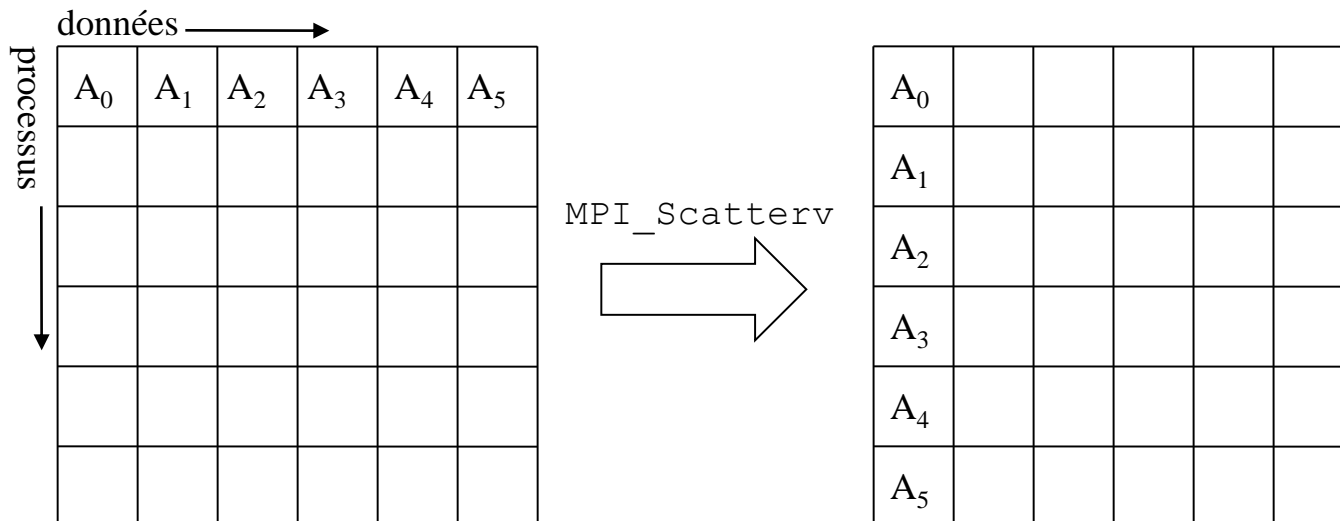 données
processus
A₀ A₁ A₂ A₃ A₄ A₅
MPI_Scatterv
A₀
A₁
A₂
A₃
A₄
A₅